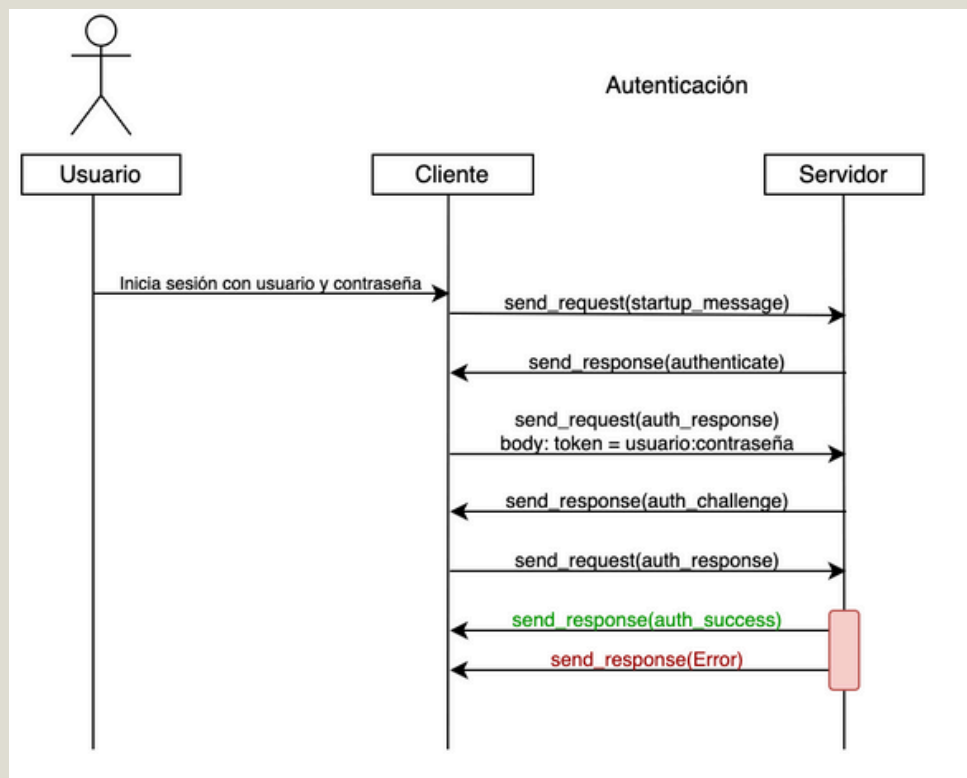 Autenticación
Usuario
Cliente
Servidor
Inicia sesión con usuario y contraseña
send_request(startup_message)
send_response(authenticate)
send_request(auth_response)
body: token = usuario:contraseña
send_response(auth_challenge)
send_request(auth_response)
send_response(auth_success)
send_response(Error)